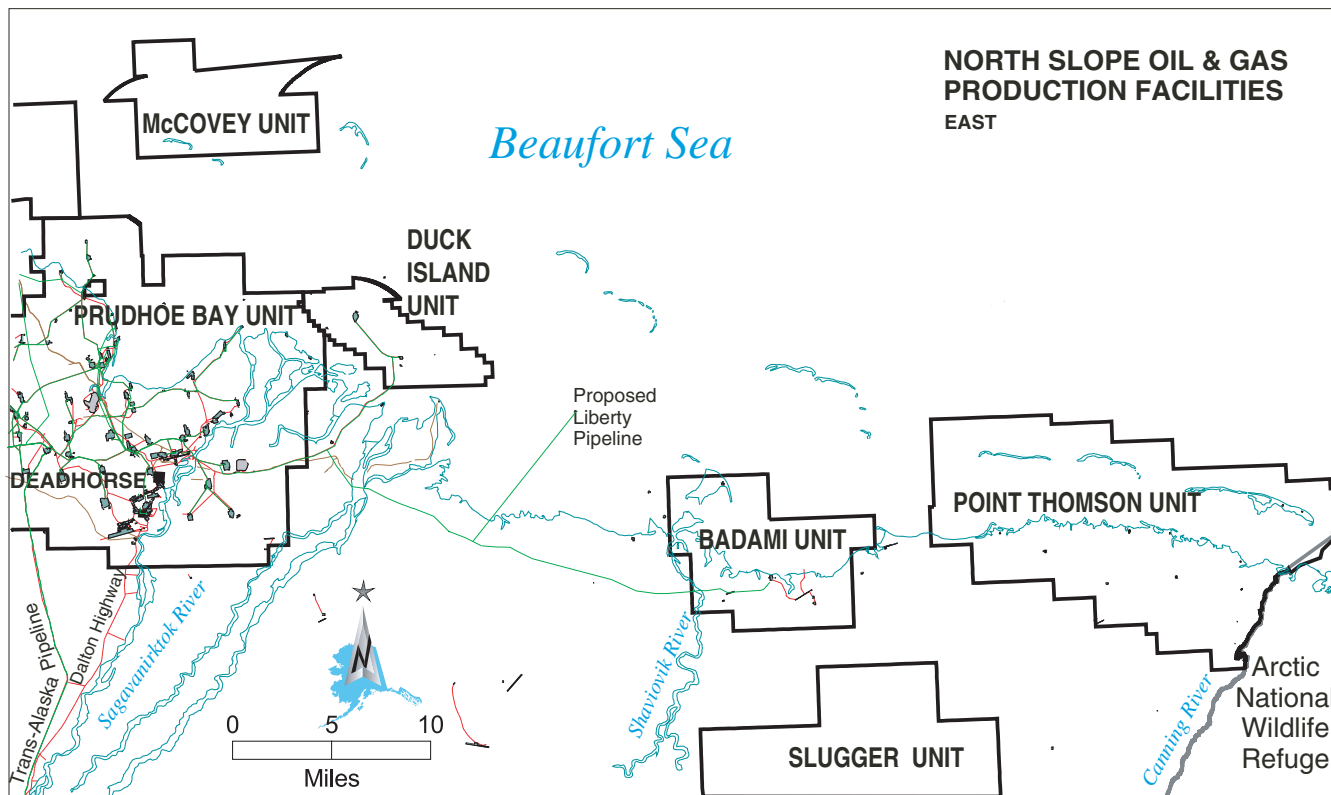 NORTH SLOPE OIL & GAS
PRODUCTION FACILITIES
EAST
McCOVEY UNIT
Beaufort Sea
DUCK
ISLAND
UNIT
PRUDHOE BAY UNIT
Proposed
Liberty
Pipeline
DEADHORSE
POINT THOMSON UNIT
BADAMI UNIT
Trans-Alaska Pipeline
Dalton Highway
Sagavanirktok River
N
Shaviovik River
Canning River
Arctic
National
Wildlife
Refuge
0 5 10
Miles
SLUGGER UNIT